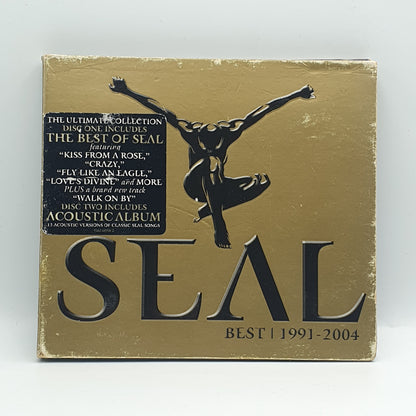 THE ULTIMATE COLLECTION
DISC ONE INCLUDES
THE BEST OF SEAL
featuring
"KISS FROM A ROSE,"
"CRAZY,"
"FLY LIKE AN EAGLE,"
"LOVE'S DIVINE" and MORE
PLUS a brand new track
"WALK ON BY"
DISC TWO INCLUDES
ACOUSTIC ALBUM
13 ACOUSTIC VERSIONS OF CLASSIC SEAL SONGS
SEAL
BEST | 1991-2004